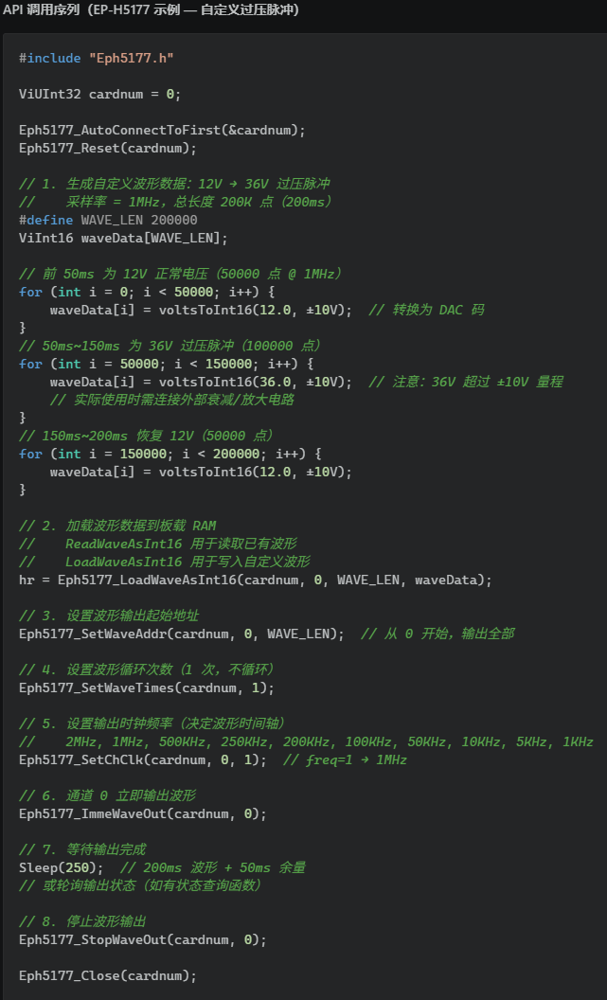 API 调用序列（EP-H5177 示例 — 自定义过压脉冲）
#include "Eph5177.h"
ViUInt32 cardnum = 0;
Eph5177_AutoConnectToFirst(&cardnum);
Eph5177_Reset(cardnum);
// 1. 生成自定义波形数据：12V → 36V 过压脉冲
//    采样率 = 1MHz，总长度 200K 点（200ms）
#define WAVE_LEN 200000
ViInt16 waveData[WAVE_LEN];
// 前 50ms 为 12V 正常电压（50000 点 @ 1MHz）
for (int i = 0; i < 50000; i++) {
    waveData[i] = voltsToInt16(12.0, ±10V);  // 转换为 DAC 码
}
// 50ms~150ms 为 36V 过压脉冲（100000 点）
for (int i = 50000; i < 150000; i++) {
    waveData[i] = voltsToInt16(36.0, ±10V);  // 注意：36V 超过 ±10V 量程
    // 实际使用时需连接外部衰减/放大电路
}
// 150ms~200ms 恢复 12V（50000 点）
for (int i = 150000; i < 200000; i++) {
    waveData[i] = voltsToInt16(12.0, ±10V);
}
// 2. 加载波形数据到板载 RAM
//    ReadWaveAsInt16 用于读取已有波形
//    LoadWaveAsInt16 用于写入自定义波形
hr = Eph5177_LoadWaveAsInt16(cardnum, 0, WAVE_LEN, waveData);
// 3. 设置波形输出起始地址
Eph5177_SetWaveAddr(cardnum, 0, WAVE_LEN);  // 从 0 开始，输出全部
// 4. 设置波形循环次数（1 次，不循环）
Eph5177_SetWaveTimes(cardnum, 1);
// 5. 设置输出时钟频率（决定波形时间轴）
//    2MHz, 1MHz, 500KHz, 250KHz, 200KHz, 100KHz, 50KHz, 10KHz, 5KHz, 1KHz
Eph5177_SetChClk(cardnum, 0, 1);  // freq=1 → 1MHz
// 6. 通道 0 立即输出波形
Eph5177_ImmeWaveOut(cardnum, 0);
// 7. 等待输出完成
Sleep(250);  // 200ms 波形 + 50ms 余量
// 或轮询输出状态（如有状态查询函数）
// 8. 停止波形输出
Eph5177_StopWaveOut(cardnum, 0);
Eph5177_Close(cardnum);